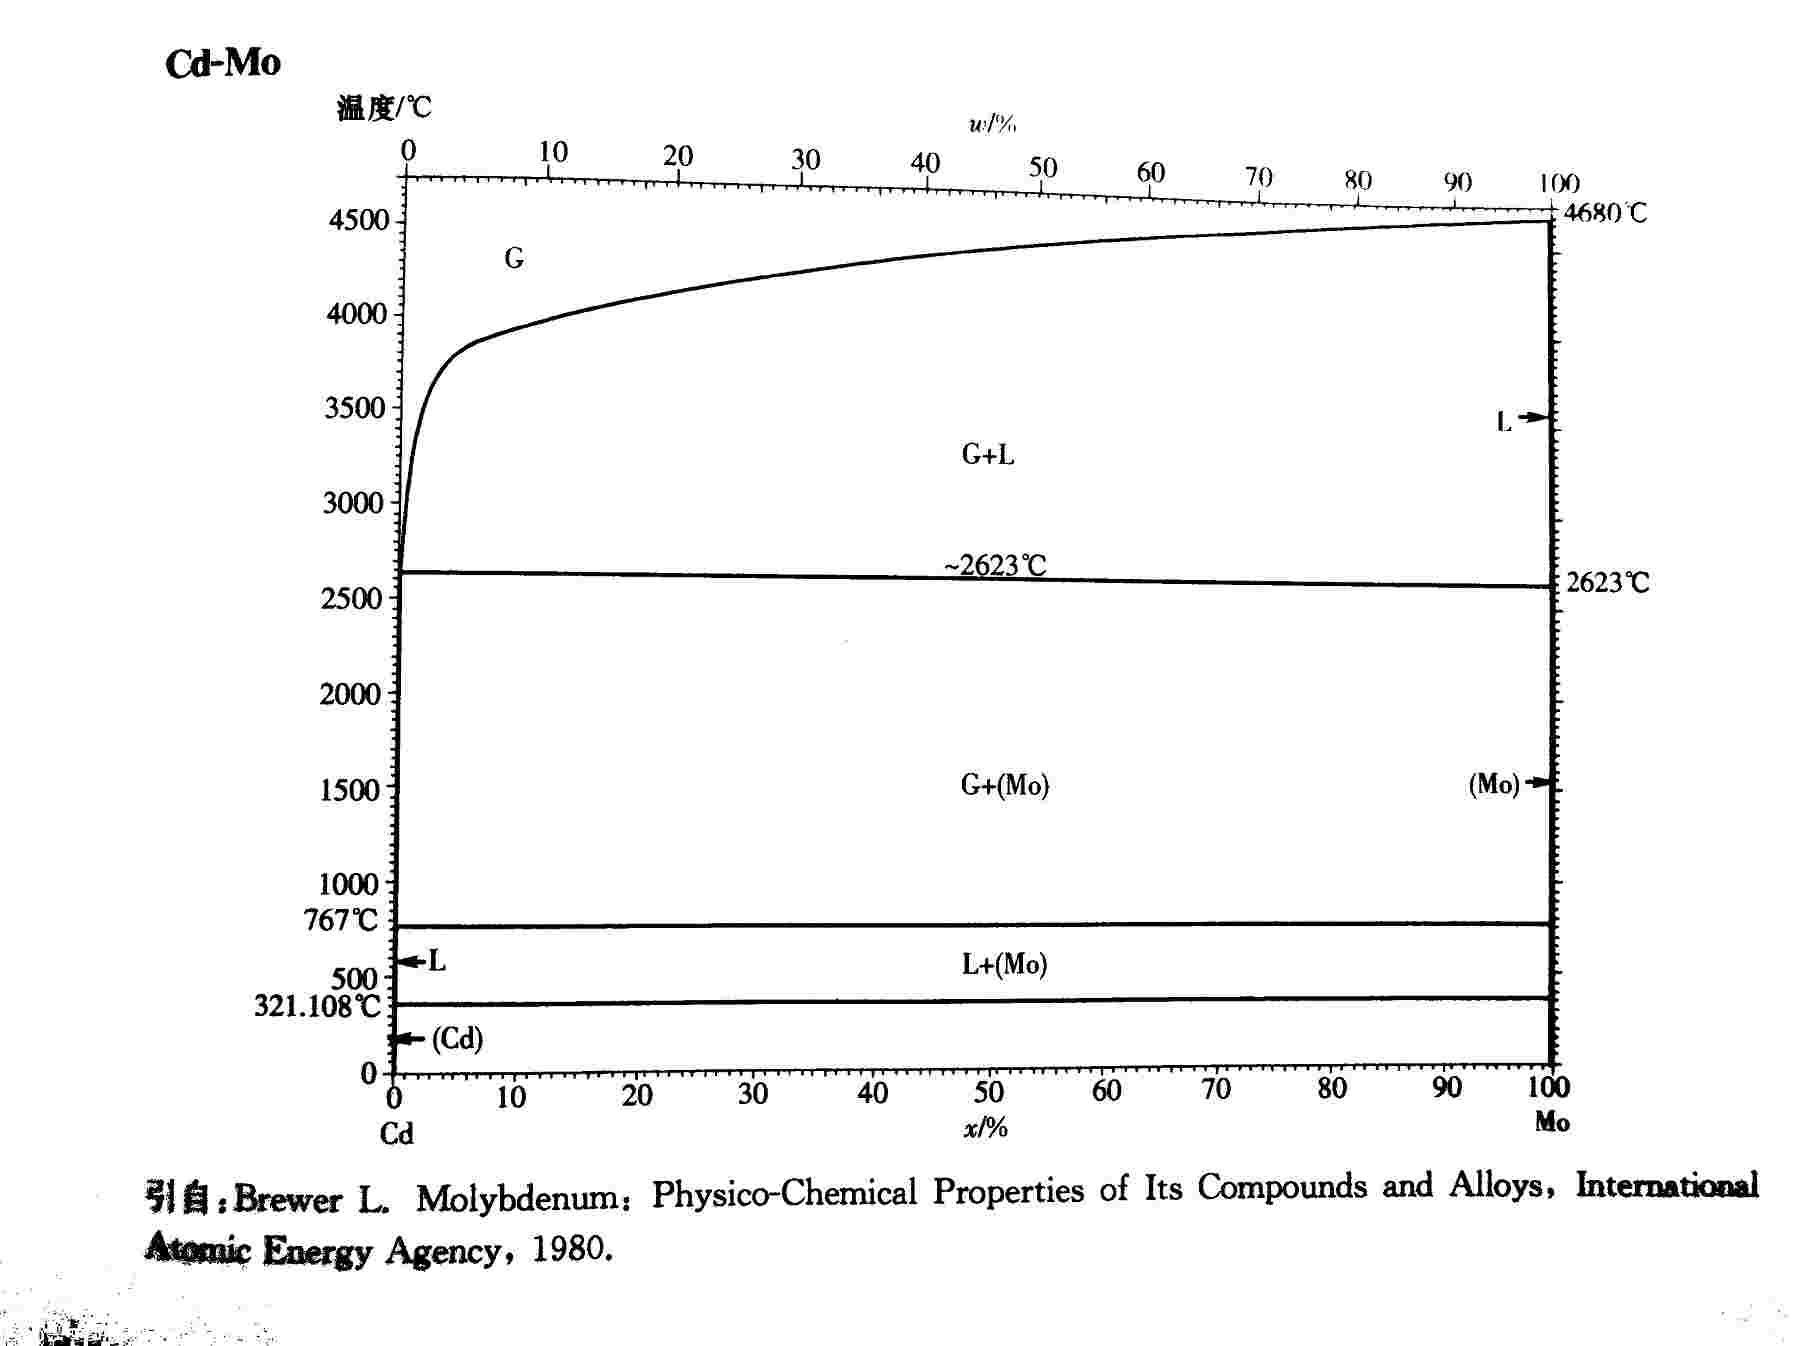 Cd-Mo
温度/℃
w/%
0 10 20 30 40 50 60 70 80 90 100
4680℃
4500
G
4000
3500
L
G+L
3000
~2623℃
2623℃
2500
2000
1500
G+(Mo)
(Mo)
1000
767℃
L
L+(Mo)
500
321.108℃
(Cd)
0
0 10 20 30 40 50 60 70 80 90 100
Cd
x/%
Mo
引自:Brewer L. Molybdenum: Physico-Chemical Properties of Its Compounds and Alloys, International
Atomic Energy Agency, 1980.